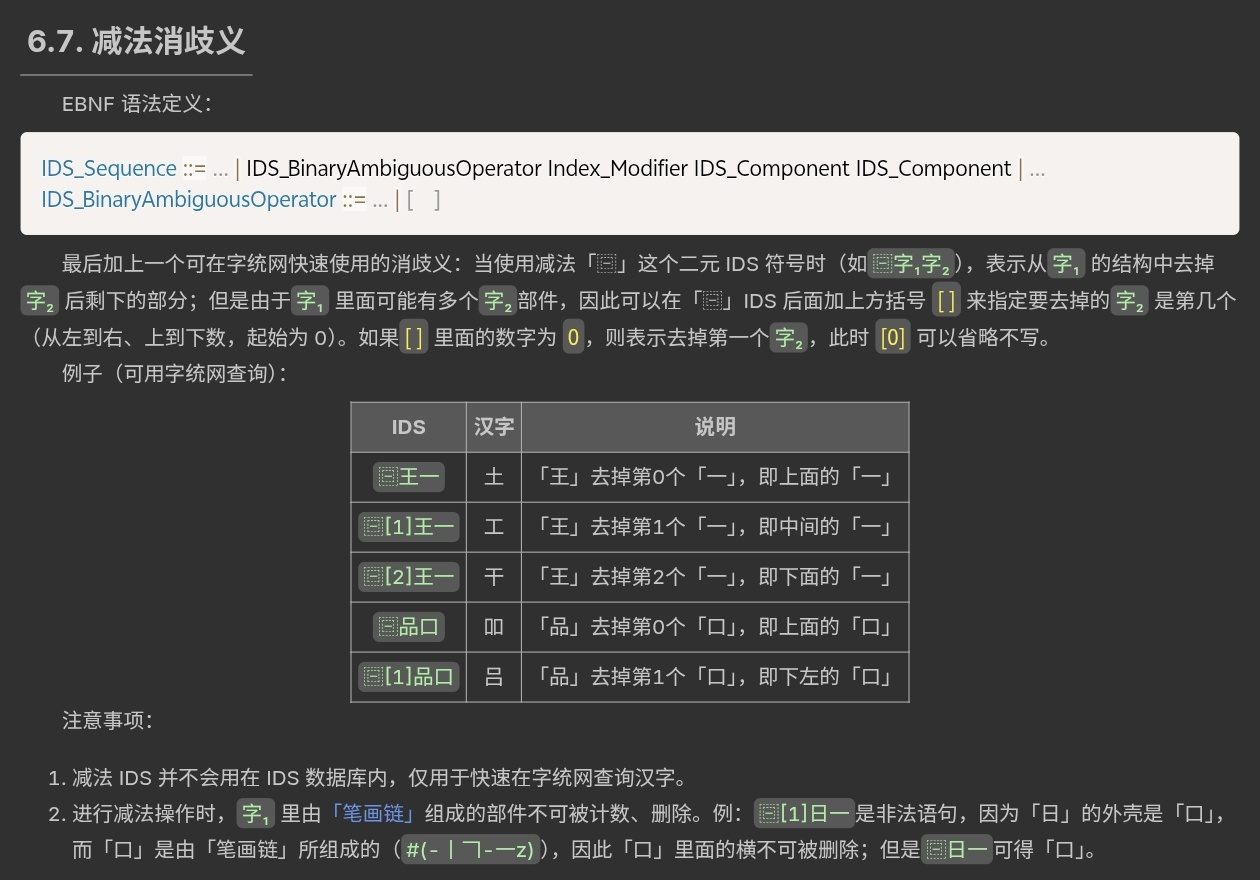 6.7. 减法消歧义
EBNF 语法定义：
IDS_Sequence ::= ... | IDS_BinaryAmbiguousOperator Index_Modifier IDS_Component IDS_Component | ...
IDS_BinaryAmbiguousOperator ::= ... | [ ]
最后加上一个可在字统网快速使用的消歧义：当使用减法「㇯」这个二元 IDS 符号时（如㇯字₁字₂），表示从字₁ 的结构中去掉
字₂ 后剩下的部分；但是由于字₁ 里面可能有多个字₂部件，因此可以在「㇯」IDS 后面加上方括号 [ ] 来指定要去掉的字₂ 是第几个
（从左到右、上到下数，起始为 0）。如果[ ] 里面的数字为 0，则表示去掉第一个字₂，此时 [0] 可以省略不写。
例子（可用字统网查询）：
IDS 汉字 说明
㇯王一 土 「王」去掉第0个「一」，即上面的「一」
㇯[1]王一 工 「王」去掉第1个「一」，即中间的「一」
㇯[2]王一 干 「王」去掉第2个「一」，即下面的「一」
㇯品口 吅 「品」去掉第0个「口」，即上面的「口」
㇯[1]品口 吕 「品」去掉第1个「口」，即下左的「口」
注意事项：
1. 减法 IDS 并不会用在 IDS 数据库内，仅用于快速在字统网查询汉字。
2. 进行减法操作时，字₁ 里由「笔画链」组成的部件不可被计数、删除。例：㇯[1]日一是非法语句，因为「日」的外壳是「口」，
而「口」是由「笔画链」所组成的（#(-丨𠃍-一z)），因此「口」里面的横不可被删除；但是㇯日一可得「口」。